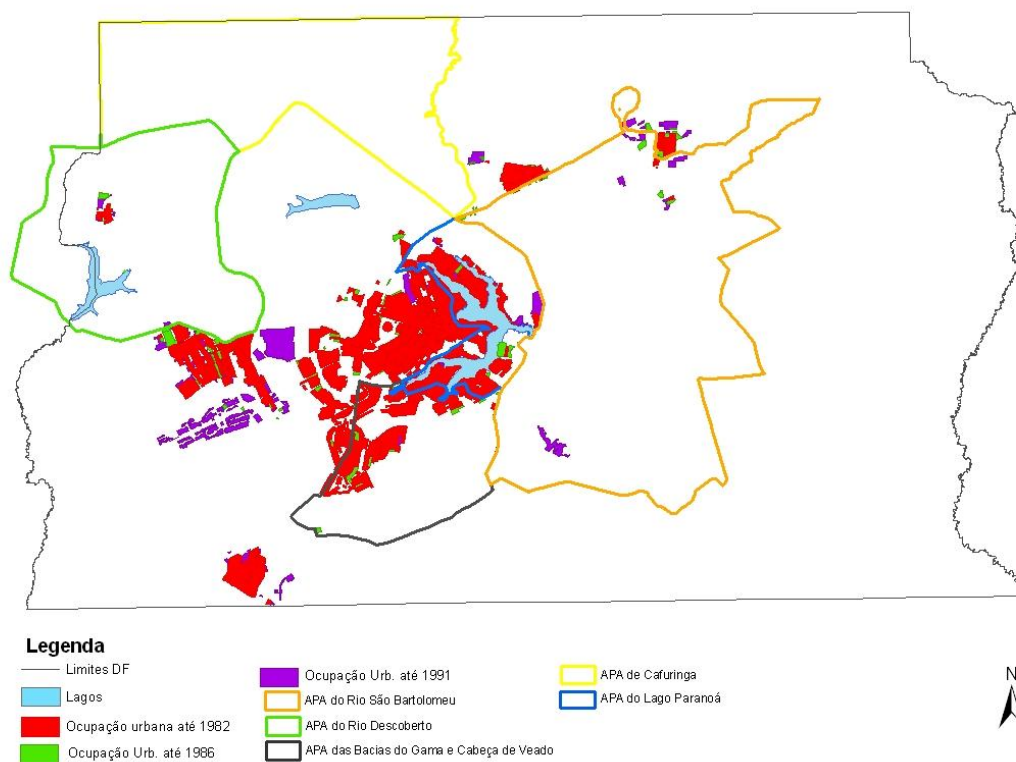 Legenda
Limites DF
Lagos
Ocupação urbana até 1982
Ocupação Urb. até 1986
Ocupação Urb. até 1991
APA do Rio São Bartolomeu
APA do Rio Descoberto
APA das Bacias do Gama e Cabeça de Veado
APA de Cafuringa
APA do Lago Paranoá
N